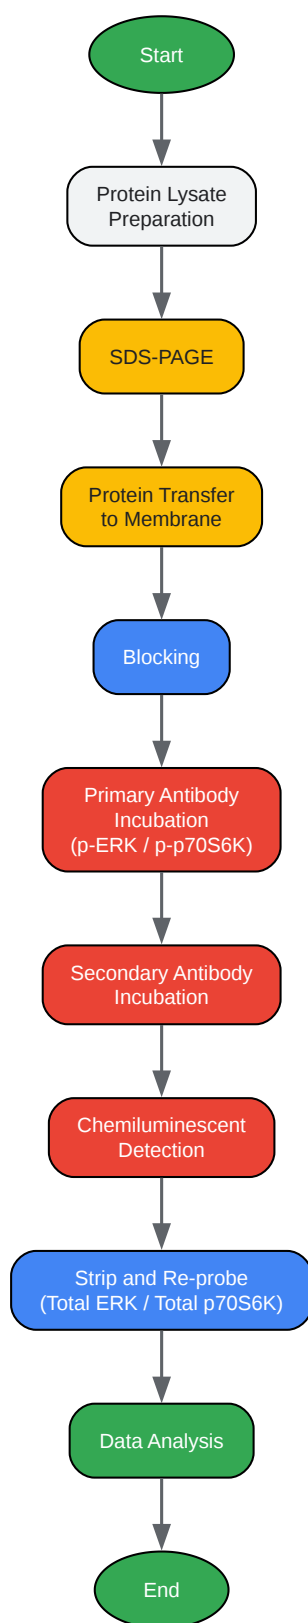 Start
Protein Lysate
Preparation
SDS-PAGE
Protein Transfer
to Membrane
Blocking
Primary Antibody
Incubation
(p-ERK / p-p70S6K)
Secondary Antibody
Incubation
Chemiluminescent
Detection
Strip and Re-probe
(Total ERK / Total p70S6K)
Data Analysis
End